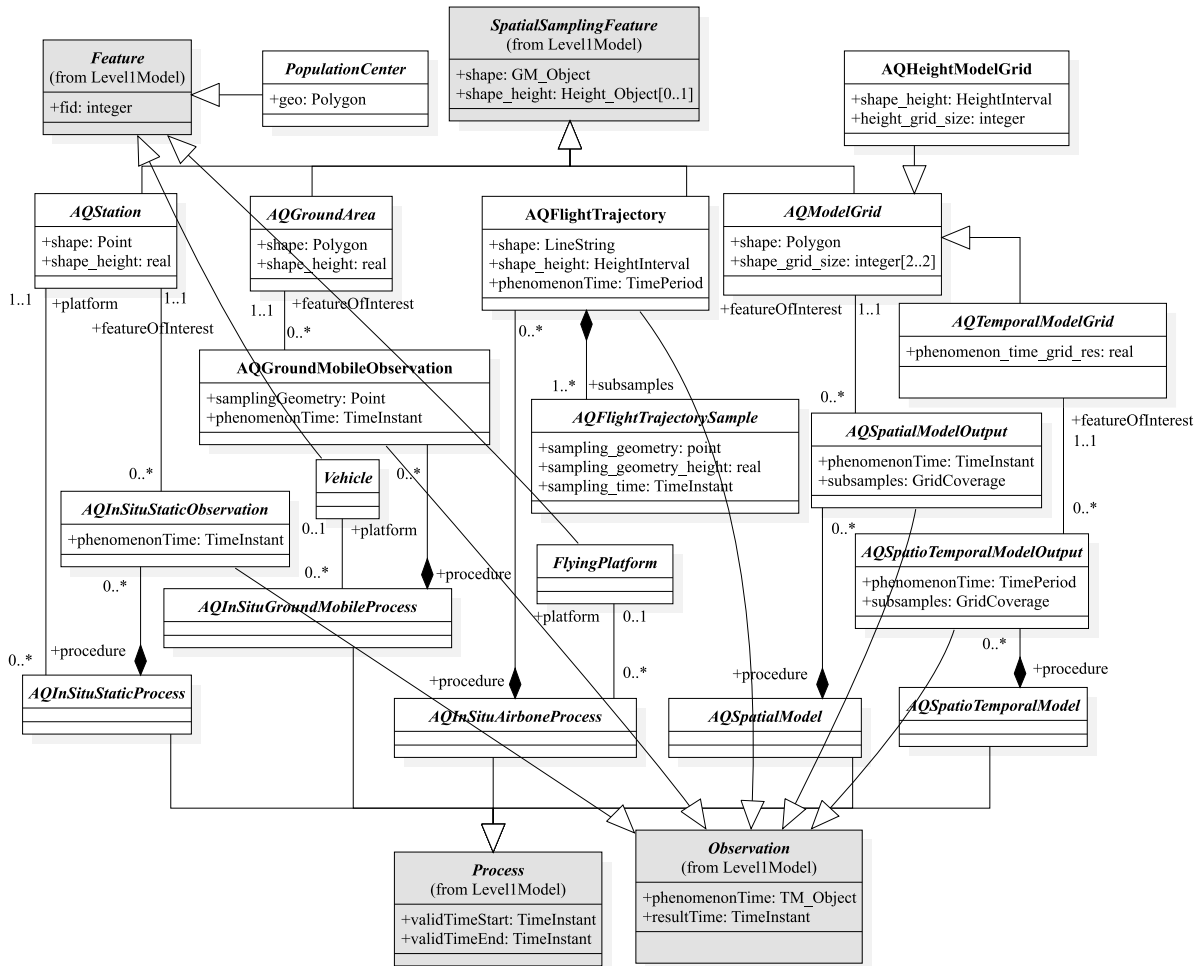 SpatialSamplingFeature
(from Level1Model)
+shape: GM_Object
+shape_height: Height_Object[0..1]
Feature
(from Level1Model)
+fid: integer
PopulationCenter
+geo: Polygon
AQHeightModelGrid
+shape_height: HeightInterval
+height_grid_size: integer
AQStation
+shape: Point
+shape_height: real
AQGroundArea
+shape: Polygon
+shape_height: real
AQFlightTrajectory
+shape: LineString
+shape_height: HeightInterval
+phenomenonTime: TimePeriod
AQModelGrid
+shape: Polygon
+shape_grid_size: integer[2..2]
1..1
+platform
1..1
+featureOfInterest
1..1
+featureOfInterest
0..*
0..*
+featureOfInterest
1..1
AQTemporalModelGrid
+phenomenon_time_grid_res: real
AQGroundMobileObservation
+samplingGeometry: Point
+phenomenonTime: TimeInstant
1..*
+subsamples
AQFlightTrajectorySample
+sampling_geometry: point
+sampling_geometry_height: real
+sampling_time: TimeInstant
0..*
AQSpatialModelOutput
+phenomenonTime: TimeInstant
+subsamples: GridCoverage
+featureOfInterest
1..1
0..*
Vehicle
0..*
0..*
AQInSituStaticObservation
+phenomenonTime: TimeInstant
0..1
+platform
0..*
FlyingPlatform
0..*
AQSpatioTemporalModelOutput
+phenomenonTime: TimePeriod
+subsamples: GridCoverage
0..*
+procedure
AQInSituGroundMobileProcess
+platform
0..1
0..*
0..*
+procedure
0..*
+procedure
+procedure
+procedure
0..*
AQInSituStaticProcess
AQInSituAirboneProcess
AQSpatialModel
AQSpatioTemporalModel
Process
(from Level1Model)
+validTimeStart: TimeInstant
+validTimeEnd: TimeInstant
Observation
(from Level1Model)
+phenomenonTime: TM_Object
+resultTime: TimeInstant